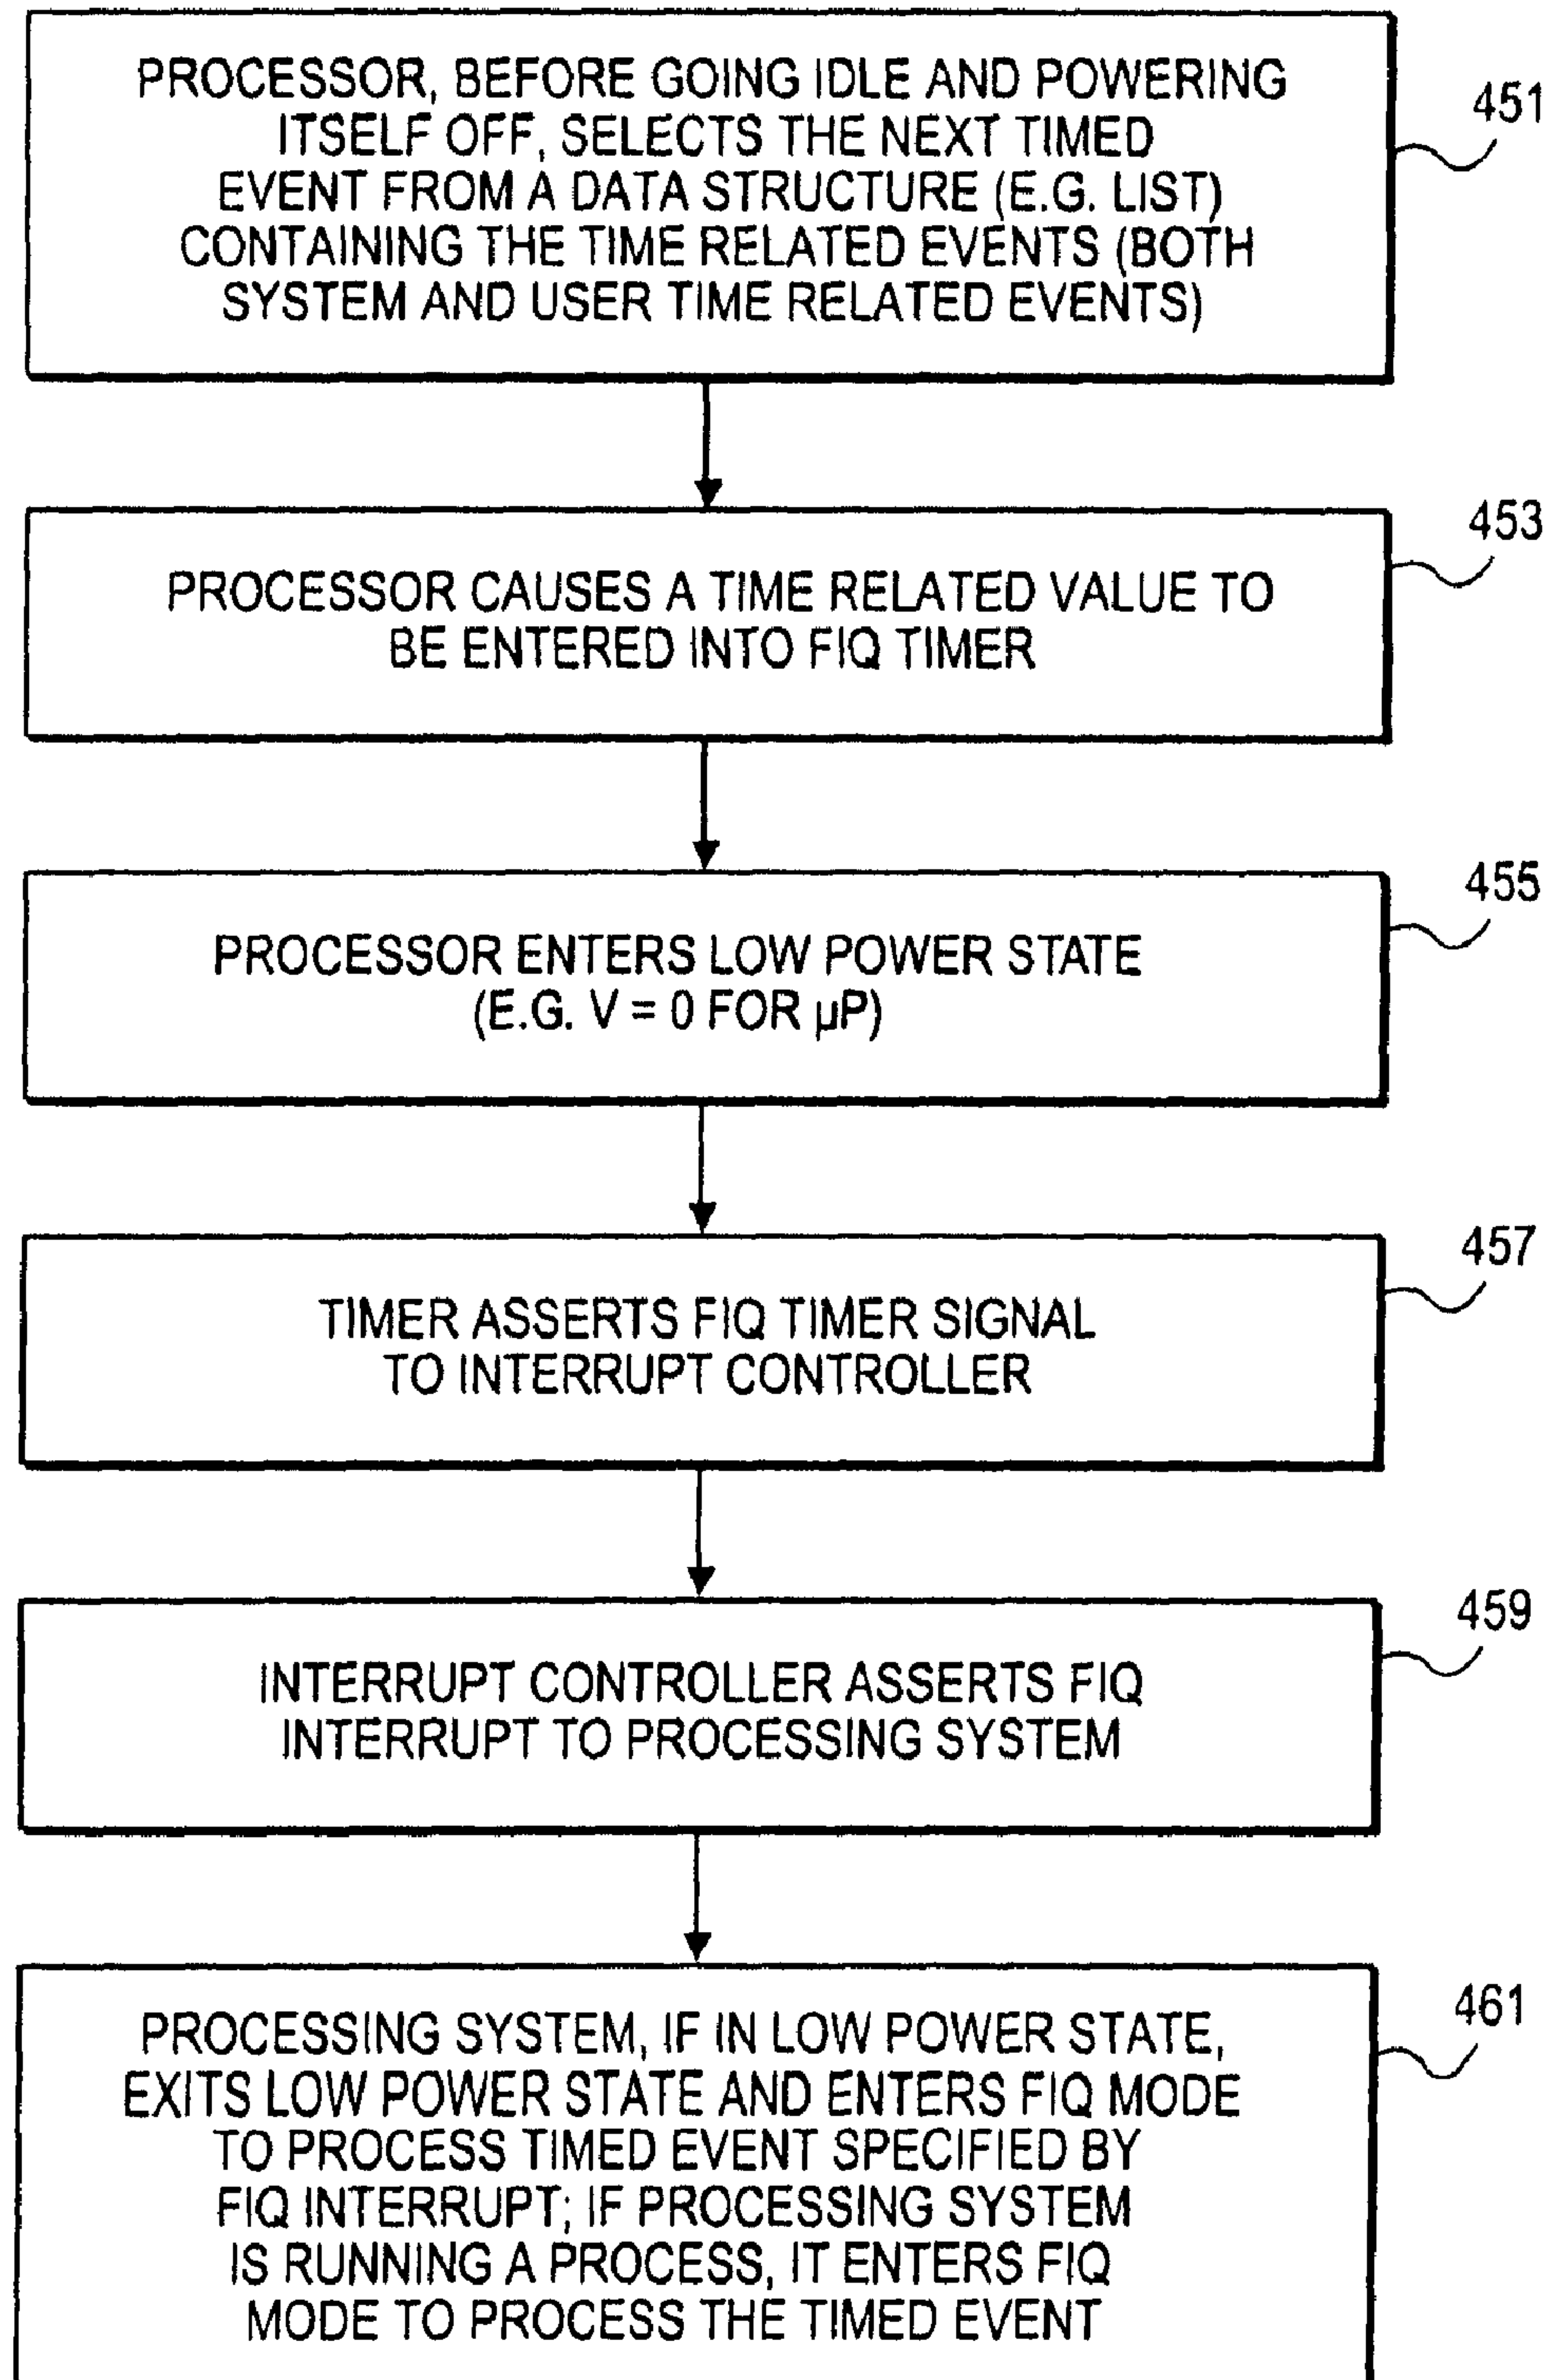 PROCESSOR, BEFORE GOING IDLE AND POWERING
ITSELF OFF, SELECTS THE NEXT TIMED
EVENT FROM A DATA STRUCTURE (E.G. LIST)
CONTAINING THE TIME RELATED EVENTS (BOTH
SYSTEM AND USER TIME RELATED EVENTS)
451
PROCESSOR CAUSES A TIME RELATED VALUE TO
BE ENTERED INTO FIQ TIMER
453
PROCESSOR ENTERS LOW POWER STATE
(E.G. V = 0 FOR µP)
455
TIMER ASSERTS FIQ TIMER SIGNAL
TO INTERRUPT CONTROLLER
457
INTERRUPT CONTROLLER ASSERTS FIQ
INTERRUPT TO PROCESSING SYSTEM
459
PROCESSING SYSTEM, IF IN LOW POWER STATE,
EXITS LOW POWER STATE AND ENTERS FIQ MODE
TO PROCESS TIMED EVENT SPECIFIED BY
FIQ INTERRUPT; IF PROCESSING SYSTEM
IS RUNNING A PROCESS, IT ENTERS FIQ
MODE TO PROCESS THE TIMED EVENT
461